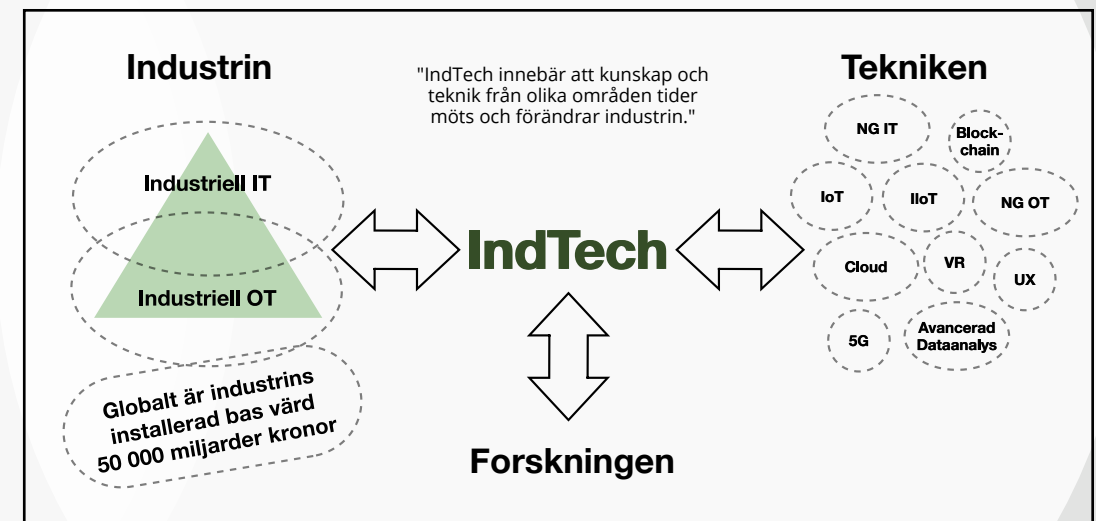 Industrin
"IndTech innebär att kunskap och
teknik från olika områden tider
möts och förändrar industrin."
Tekniken
Industriell IT
Industriell OT
Globalt är industrins
installerad bas värd
50 000 miljarder kronor
IndTech
NG IT
Block-
chain
IoT
IIoT
NG OT
Cloud
VR
UX
5G
Avancerad
Dataanalys
Forskningen